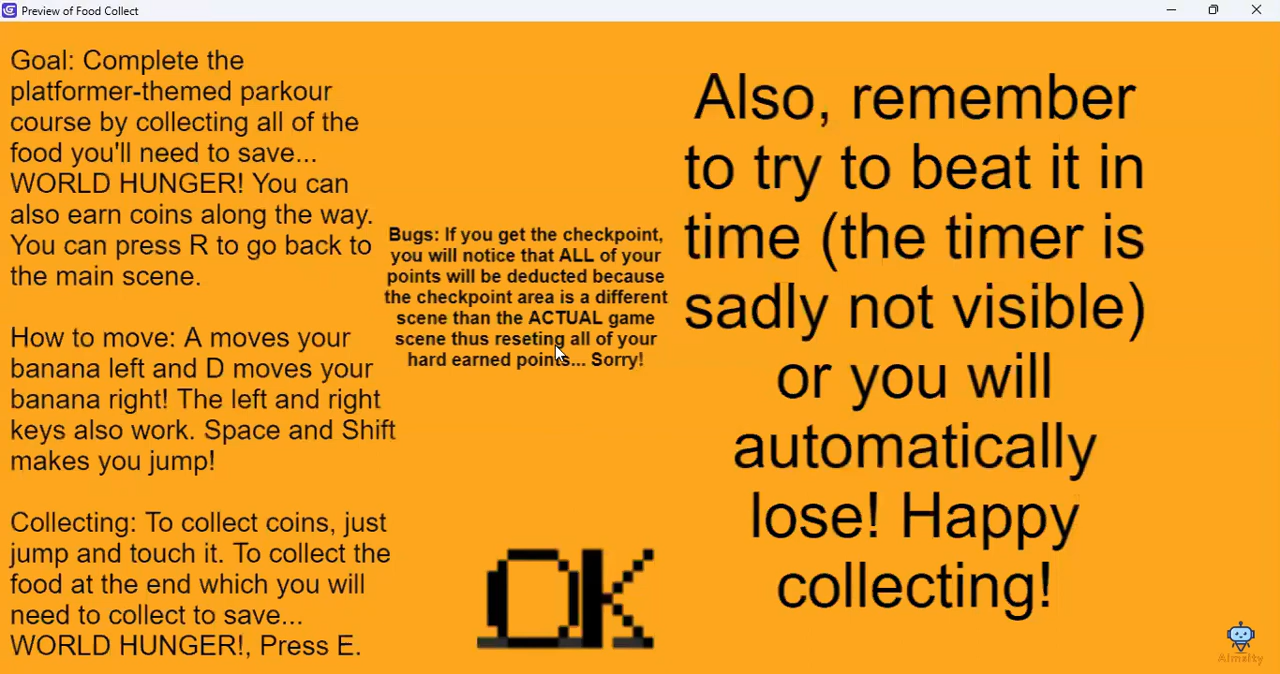 Preview of Food Collect
Goal: Complete the
platformer-themed parkour
course by collecting all of the
food you'll need to save...
WORLD HUNGER! You can
also earn coins along the way.
You can press R to go back to
the main scene.
How to move: A moves your
banana left and D moves your
banana right! The left and right
keys also work. Space and Shift
makes you jump!
Collecting: To collect coins, just
jump and touch it. To collect the
food at the end which you will
need to collect to save...
WORLD HUNGER!, Press E.
Bugs: If you get the checkpoint,
you will notice that ALL of your
points will be deducted because
the checkpoint area is a different
scene than the ACTUAL game
scene thus reseting all of your
hard earned points... Sorry!
OK
Also, remember
to try to beat it in
time (the timer is
sadly not visible)
or you will
automatically
lose! Happy
collecting!
Aimalty